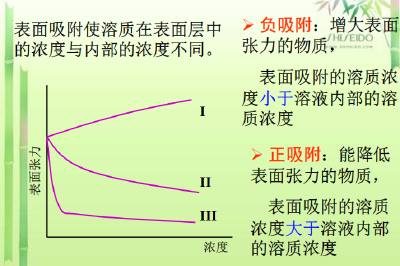 表面吸附使溶质在表面层中
的浓度与内部的浓度不同。
表面张力
I
II
III
浓度
➢ 负吸附：增大表面
张力的物质，
SHISEIDO
表面吸附的溶质浓
度小于溶液内部的溶
质浓度
➢ 正吸附：能降低
表面张力的物质，
表面吸附的溶质
浓度大于溶液内部
的溶质浓度